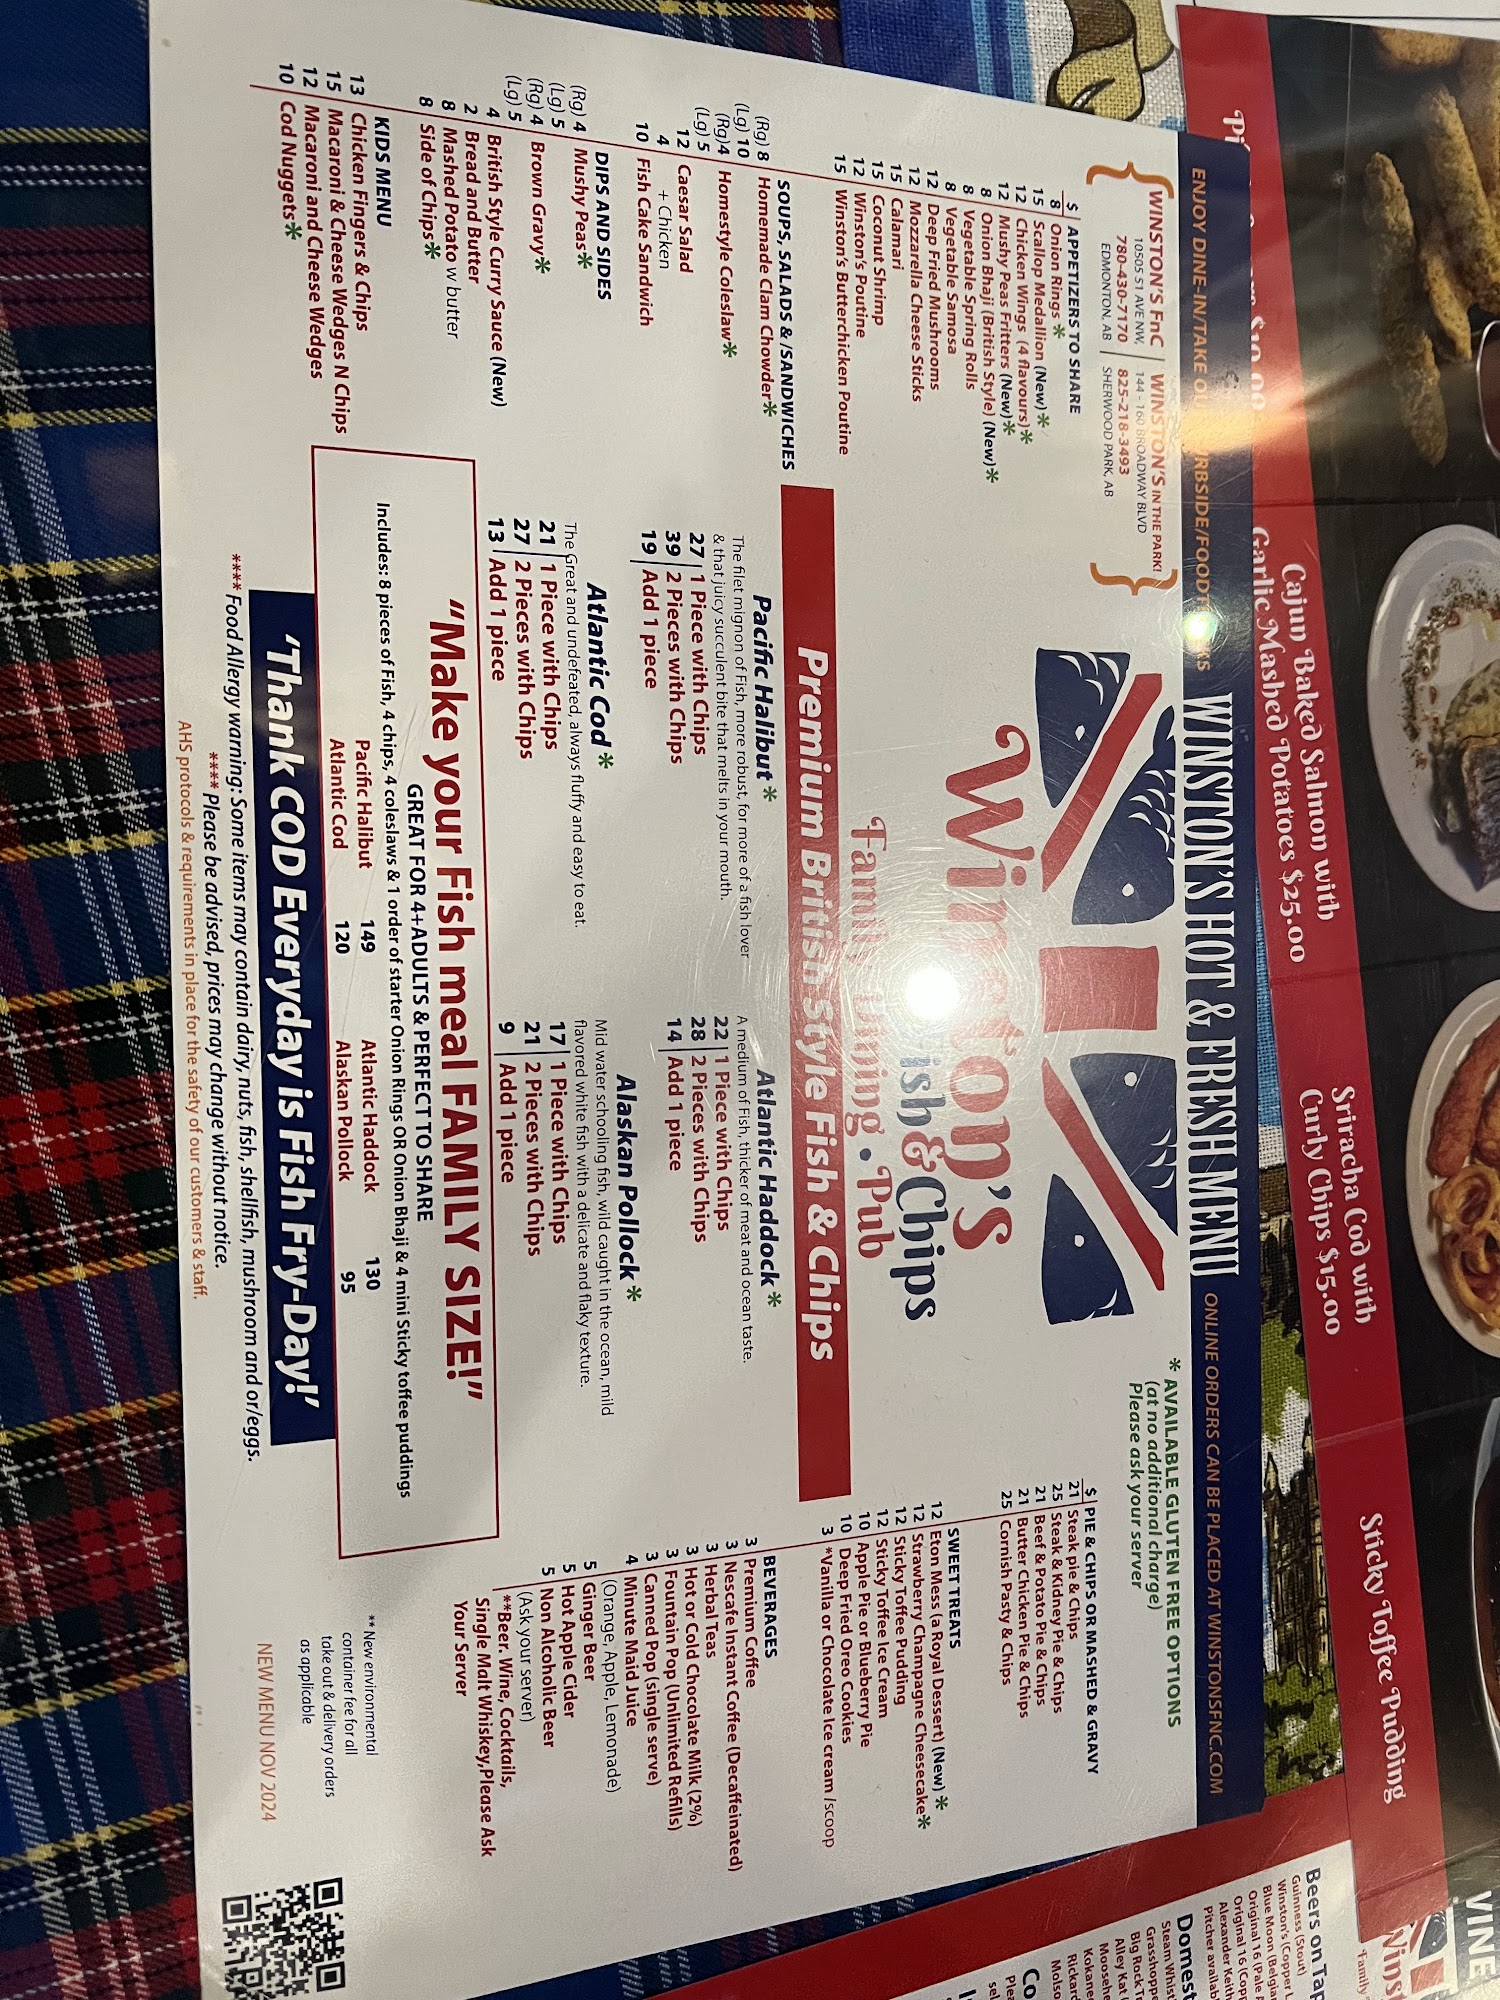 ENJOY DINE-IN/TAKE
WINSTON'S HOT & FRESH MENU
ONLINE ORDERS CAN BE PLACED AT WINSTONSFNC.COM
WINSTON'S FnC
10505 51 AVE NW,
780-430-7170
EDMONTON, AB
WINSTON'S IN THE PARK!
144 - 160 BROADWAY BLVD
825-218-3493
SHERWOOD PARK, AB
Winston's
Fish & Chips
Family Dining • Pub
* AVAILABLE GLUTEN FREE OPTIONS
(at no additional charge)
Please ask your server
$ APPETIZERS TO SHARE
8 Onion Rings *
15 Scallop Medallion (New) *
12 Chicken Wings (4 flavours)*
12 Mushy Peas Fritters (New)*
8 Onion Bhaji (British Style) (New)*
8 Vegetable Spring Rolls
8 Vegetable Samosa
12 Deep Fried Mushrooms
12 Mozzarella Cheese Sticks
15 Calamari
15 Coconut Shrimp
12 Winston's Poutine
15 Winston's Butterchicken Poutine
SOUPS, SALADS & /SANDWICHES
(Rg) 8 Homemade Clam Chowder*
(Lg) 10
(Rg) 4 Homestyle Coleslaw*
(Lg) 5
12 Caesar Salad
4 + Chicken
10 Fish Cake Sandwich
DIPS AND SIDES
(Rg) 4 Mushy Peas*
(Lg) 5
(Rg) 4 Brown Gravy*
(Lg) 5
4 British Style Curry Sauce (New)
2 Bread and Butter
8 Mashed Potato w butter
8 Side of Chips*
KIDS MENU
13 Chicken Fingers & Chips
15 Macaroni & Cheese Wedges N Chips
12 Macaroni and Cheese Wedges
10 Cod Nuggets*
Premium British Style Fish & Chips
Pacific Halibut *
The filet mignon of Fish, more robust, for more of a fish lover
& that juicy succulent bite that melts in your mouth.
27 | 1 Piece with Chips
39 | 2 Pieces with Chips
19 | Add 1 piece
Atlantic Haddock *
A medium of Fish, thicker of meat and ocean taste.
22 | 1 Piece with Chips
28 | 2 Pieces with Chips
14 | Add 1 piece
Atlantic Cod *
The Great and undefeated, always fluffy and easy to eat.
21 | 1 Piece with Chips
27 | 2 Pieces with Chips
13 | Add 1 piece
Alaskan Pollock *
Mid water schooling fish, wild caught in the ocean, mild
flavored white fish with a delicate and flaky texture.
17 | 1 Piece with Chips
21 | 2 Pieces with Chips
9 | Add 1 piece
"Make your Fish meal FAMILY SIZE!"
GREAT FOR 4+ADULTS & PERFECT TO SHARE
Includes: 8 pieces of Fish, 4 chips, 4 coleslaws & 1 order of starter Onion Rings OR Onion Bhaji & 4 mini Sticky toffee puddings
Pacific Halibut 149 Atlantic Haddock 130
Atlantic Cod 120 Alaskan Pollock 95
'Thank COD Everyday is Fish Fry-Day!'
**** Food Allergy warning: Some items may contain dairy, nuts, fish, shellfish, mushroom and or/eggs.
**** Please be advised, prices may change without notice.
AHS protocols & requirements in place for the safety of our customers & staff.
$ PIE & CHIPS OR MASHED & GRAVY
21 Steak pie & Chips
25 Steak & Kidney Pie & Chips
21 Beef & Potato Pie & Chips
21 Butter Chicken Pie & Chips
25 Cornish Pasty & Chips
SWEET TREATS
12 Eton Mess (a Royal Dessert) (New) *
12 Strawberry Champagne Cheesecake*
12 Sticky Toffee Pudding
12 Sticky Toffee Ice Cream
10 Apple Pie or Blueberry Pie
10 Deep Fried Oreo Cookies
3 *Vanilla or Chocolate Ice cream /scoop
BEVERAGES
3 Premium Coffee
3 Nescafe Instant Coffee (Decaffeinated)
3 Herbal Teas
3 Hot or Cold Chocolate Milk (2%)
3 Fountain Pop (Unlimited Refills)
3 Canned Pop (single serve)
4 Minute Maid Juice
(Orange, Apple, Lemonade)
5 Ginger Beer
5 Hot Apple Cider
5 Non Alcoholic Beer
(Ask your server)
**Beer, Wine, Cocktails,
Single Malt Whiskey,Please Ask
Your Server
** New environmental
container fee for all
take out & delivery orders
as applicable
NEW MENU NOV 2024
Cajun Baked Salmon with
Garlic Mashed Potatoes $25.00
Sriracha Cod with
Curly Chips $15.00
Sticky Toffee Pudding
Beers on Tap
Guinness (Stout)
Domest